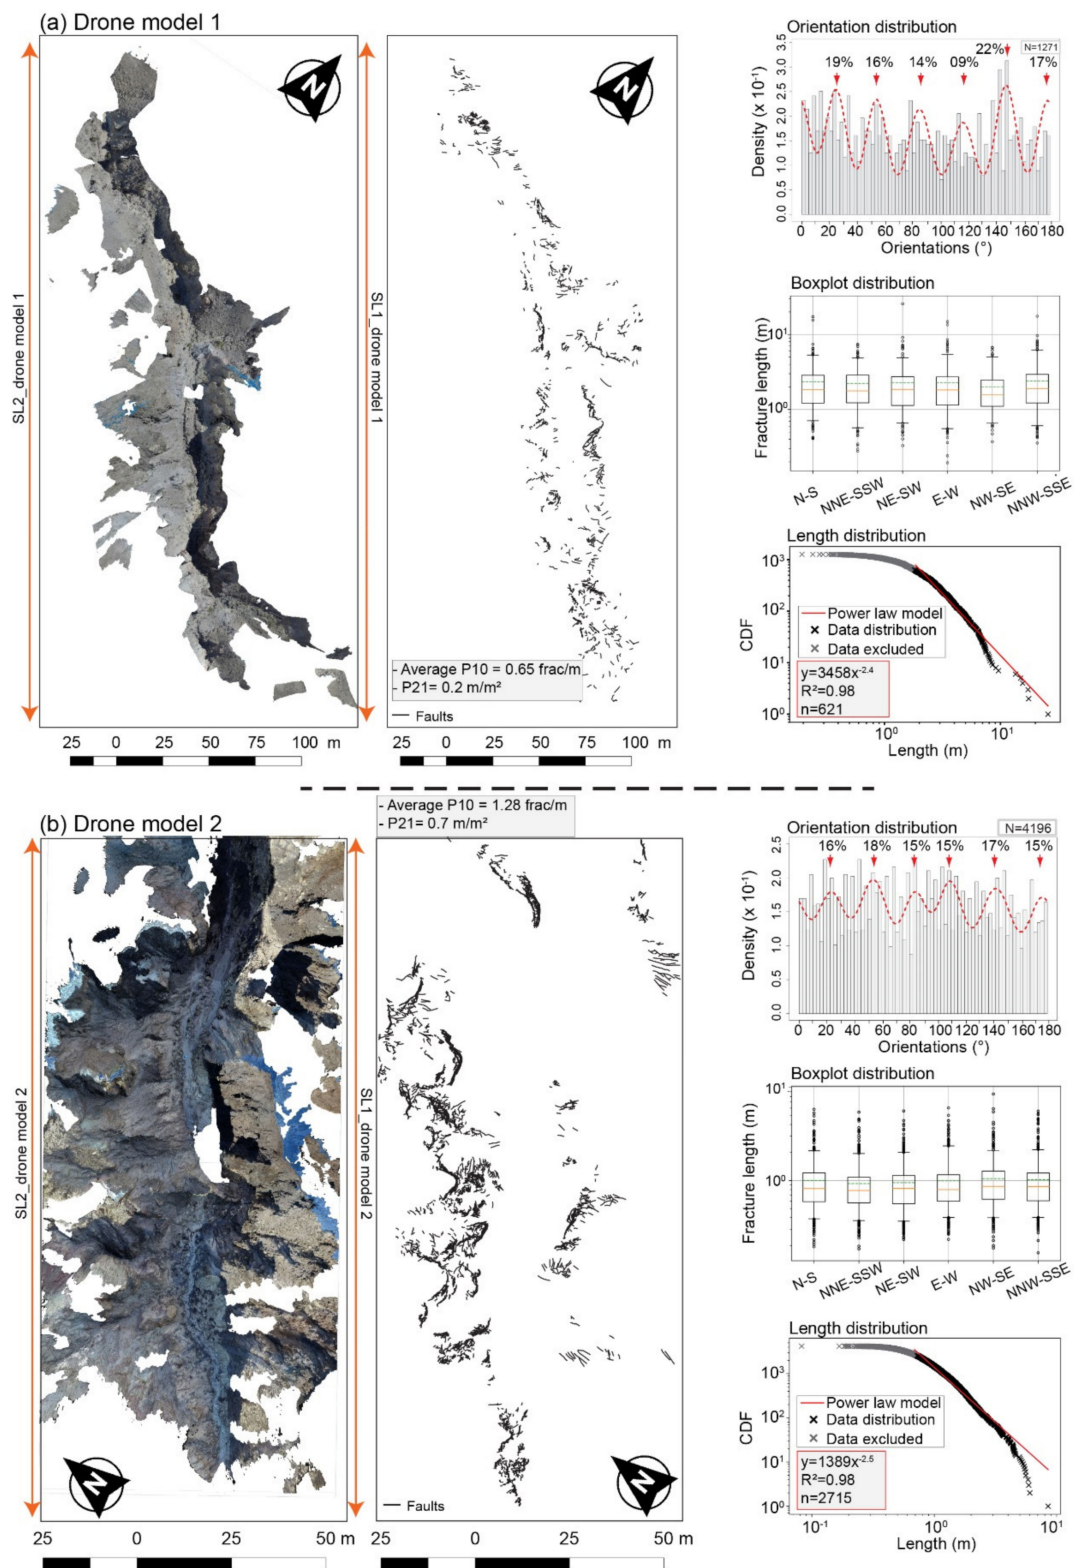 (a) Drone model 1
N
SL2_drone model 1
N
SL1_drone model 1
- Average P10 = 0.65 frac/m
- P21= 0.2 m/m²
Faults
25 0 25 50 75 100 m
25 0 25 50 75 100 m
Orientation distribution
N=1271
19% 16% 14% 09% 22% 17%
Density (x 10⁻¹)
3.5
3.0
2.5
2.0
1.5
1.0
0.5
0.0
0 20 40 60 80 100 120 140 160 180
Orientations (°)
Boxplot distribution
Fracture length (m)
10¹
10⁰
N-S NNE-SSW NE-SW E-W NW-SE NNW-SSE
Length distribution
CDF
10³
10²
10¹
10⁰
Power law model
Data distribution
Data excluded
y=3458x⁻²·⁴
R²=0.98
n=621
10⁰ 10¹
Length (m)
(b) Drone model 2
SL2_drone model 2
N
- Average P10 = 1.28 frac/m
- P21= 0.7 m/m²
SL1_drone model 2
N
Faults
25 0 25 50 m
25 0 25 50 m
Orientation distribution
N=4196
16% 18% 15% 15% 17% 15%
Density (x 10⁻¹)
2.5
2.0
1.5
1.0
0.5
0.0
0 20 40 60 80 100 120 140 160 180
Orientations (°)
Boxplot distribution
Fracture length (m)
10¹
10⁰
N-S NNE-SSW NE-SW E-W NW-SE NNW-SSE
Length distribution
CDF
10³
10²
10¹
10⁰
Power law model
Data distribution
Data excluded
y=1389x⁻²·⁵
R²=0.98
n=2715
10⁻¹ 10⁰ 10¹
Length (m)